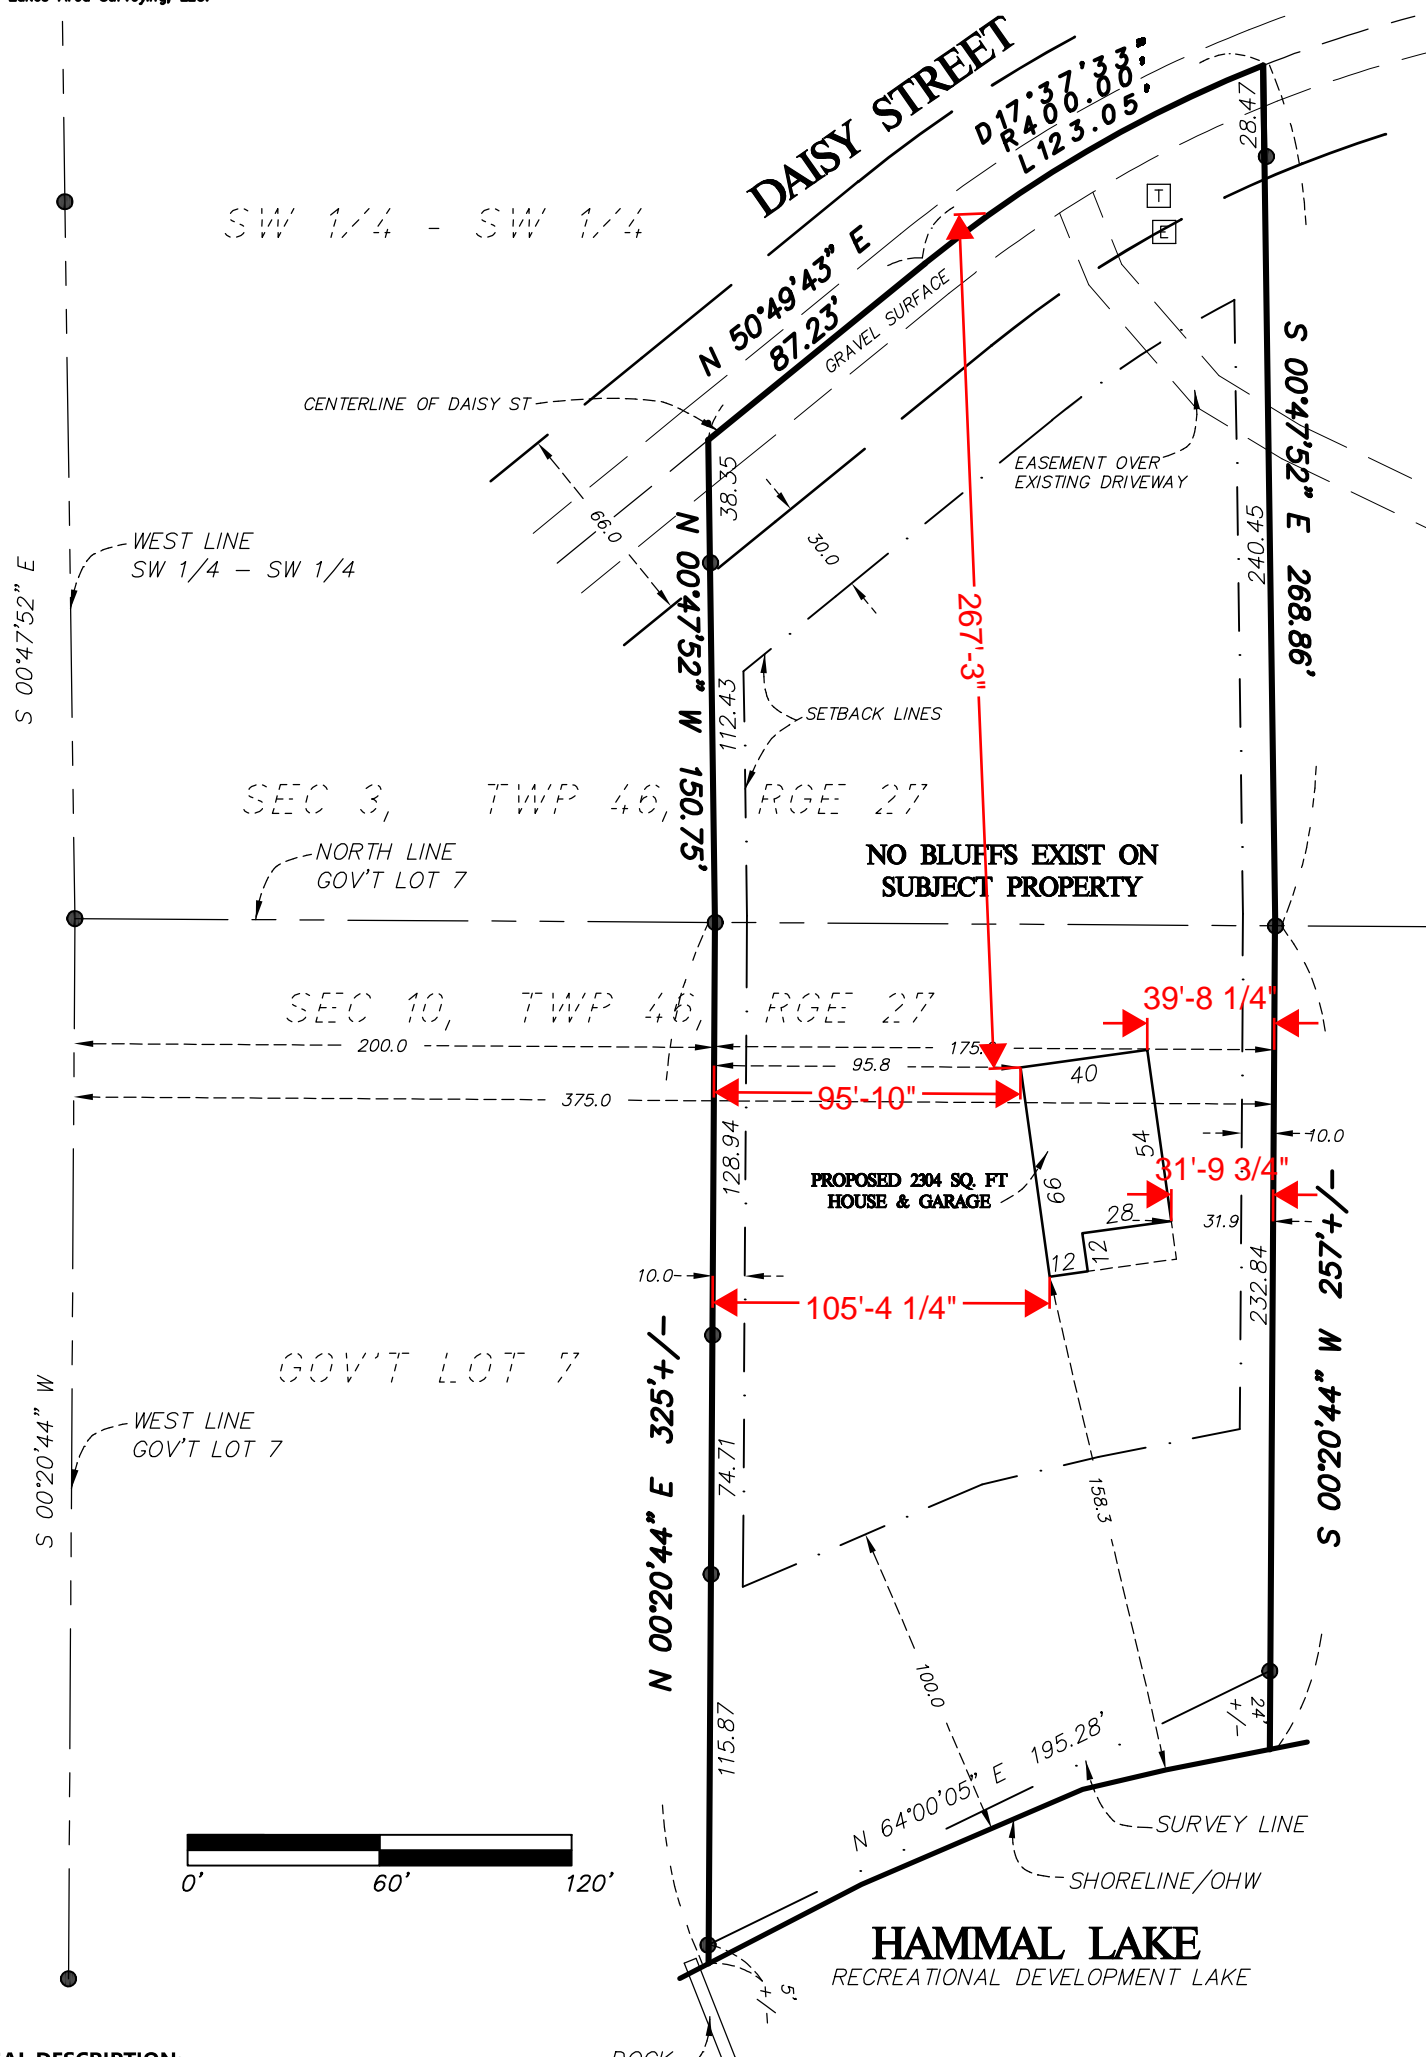 Lakes Area Surveying, LLC.
DAISY STREET
D17°37'33"
R400.00'
L123.05'
28.47
T
E
SW 1/4 - SW 1/4
N 50°49'43" E
87.23'
GRAVEL SURFACE
CENTERLINE OF DAISY ST
S 00°47'52" E 268.86'
EASEMENT OVER
EXISTING DRIVEWAY
38.35
66.0
30.0
240.45
WEST LINE
SW 1/4 - SW 1/4
S 00°47'52" E
N 00°47'52" W 150.75'
267'-3"
112.43
SETBACK LINES
SEC 3, TWP 46, RGE 27
NORTH LINE
GOV'T LOT 7
NO BLUFFS EXIST ON
SUBJECT PROPERTY
SEC 10, TWP 46, RGE 27
39'-8 1/4"
200.0
175.
95.8
40
95'-10"
375.0
128.94
54
10.0
31'-9 3/4"
PROPOSED 2304 SQ. FT
HOUSE & GARAGE
66
28
31.9
12
12
10.0
105'-4 1/4"
232.84
S 00°20'44" W 257'+/-
N 00°20'44" E 325'+/-
GOV'T LOT 7
WEST LINE
GOV'T LOT 7
S 00°20'44" W
74.71
158.3
100.0
115.87
N 64°00'05" E 195.28'
24'
+/-
SURVEY LINE
SHORELINE/OHW
0' 60' 120'
HAMMAL LAKE
RECREATIONAL DEVELOPMENT LAKE
5'
+/-
DOCK
AL DESCRIPTION